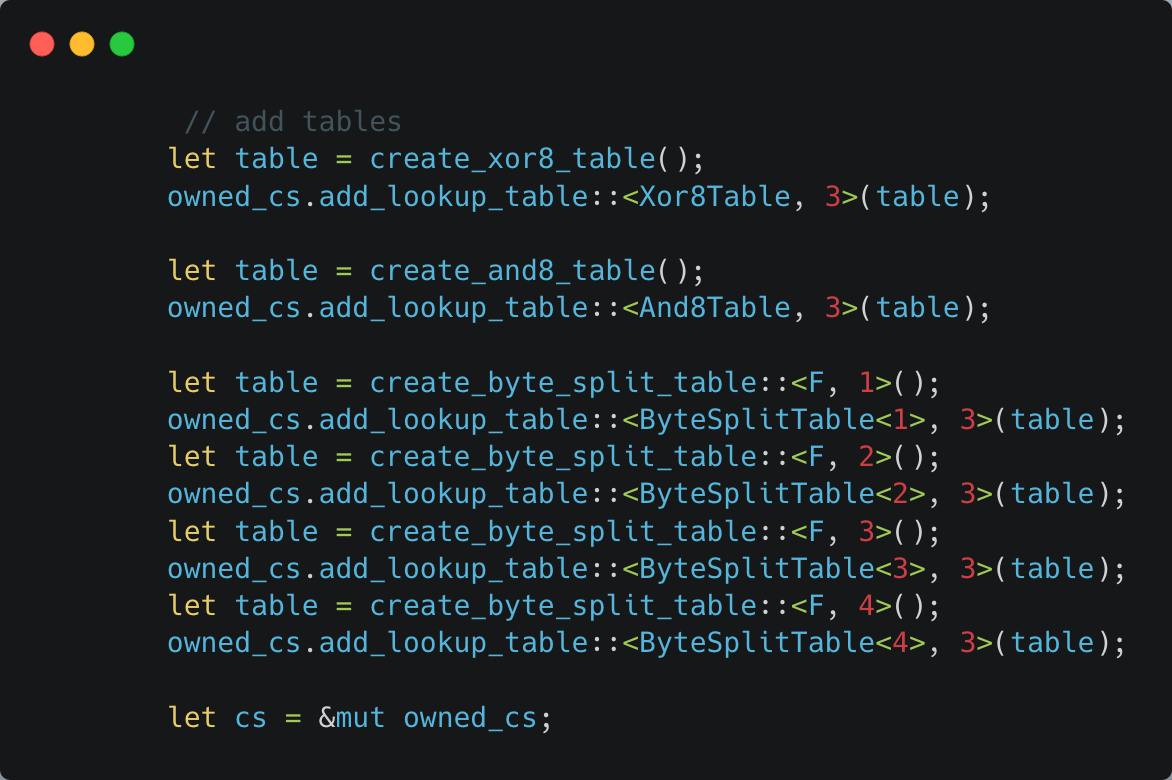 // add tables
let table = create_xor8_table();
owned_cs.add_lookup_table::<Xor8Table, 3>(table);
let table = create_and8_table();
owned_cs.add_lookup_table::<And8Table, 3>(table);
let table = create_byte_split_table::<F, 1>();
owned_cs.add_lookup_table::<ByteSplitTable<1>, 3>(table);
let table = create_byte_split_table::<F, 2>();
owned_cs.add_lookup_table::<ByteSplitTable<2>, 3>(table);
let table = create_byte_split_table::<F, 3>();
owned_cs.add_lookup_table::<ByteSplitTable<3>, 3>(table);
let table = create_byte_split_table::<F, 4>();
owned_cs.add_lookup_table::<ByteSplitTable<4>, 3>(table);
let cs = &mut owned_cs;